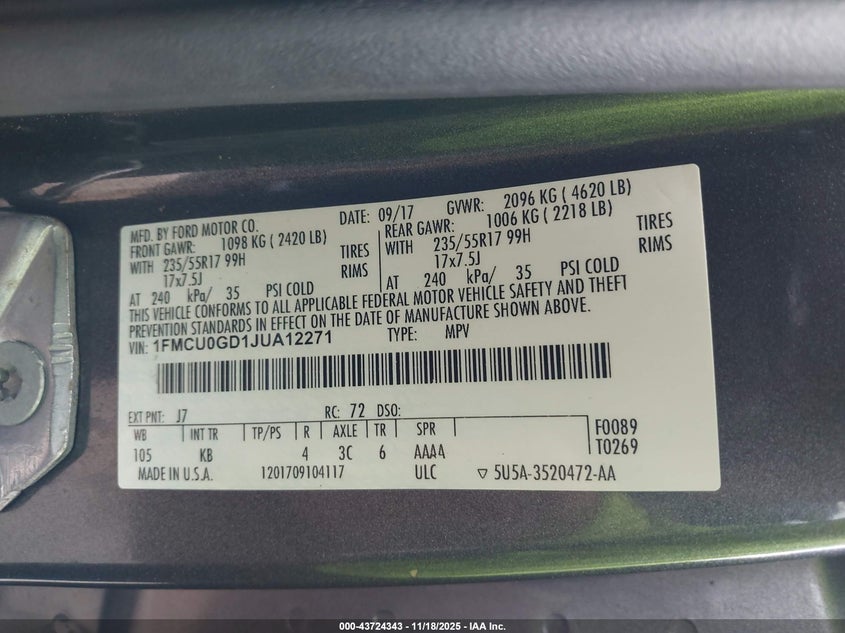 MFD. BY FORD MOTOR CO.
DATE: 09/17 GVWR: 2096 KG ( 4620 LB)
FRONT GAWR: 1098 KG ( 2420 LB) REAR GAWR: 1006 KG ( 2218 LB)
WITH 235/55R17 99H TIRES WITH 235/55R17 99H TIRES
17x7.5J RIMS 17x7.5J RIMS
AT 240 kPa/ 35 PSI COLD AT 240 kPa/ 35 PSI COLD
THIS VEHICLE CONFORMS TO ALL APPLICABLE FEDERAL MOTOR VEHICLE SAFETY AND THEFT
PREVENTION STANDARDS IN EFFECT ON THE DATE OF MANUFACTURE SHOWN ABOVE.
VIN: 1FMCU0GD1JUA12271 TYPE: MPV
EXT PNT: J7 RC: 72 DSO:
WB INT TR TP/PS R AXLE TR SPR F0089
105 KB 4 3C 6 AAAA T0269
MADE IN U.S.A. 1201709104117 ULC ▽ 5U5A-3520472-AA
000-43724343 - 11/18/2025 - IAA Inc.